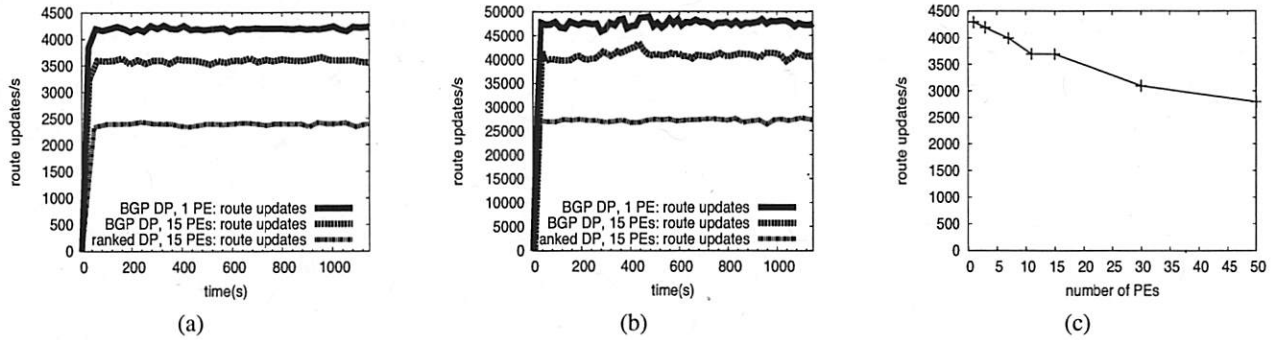 4500
4000
3500
3000
2500
2000
1500
1000
500
0
route updates/s
BGP DP, 1 PE: route updates
BGP DP, 15 PEs: route updates
ranked DP, 15 PEs: route updates
0 200 400 600 800 1000
time(s)
(a)
50000
45000
40000
35000
30000
25000
20000
15000
10000
5000
0
route updates/s
BGP DP, 1 PE: route updates
BGP DP, 15 PEs: route updates
ranked DP, 15 PEs: route updates
0 200 400 600 800 1000
time(s)
(b)
4500
4000
3500
3000
2500
2000
1500
1000
500
0
route updates/s
0 5 10 15 20 25 30 35 40 45 50
number of PEs
(c)